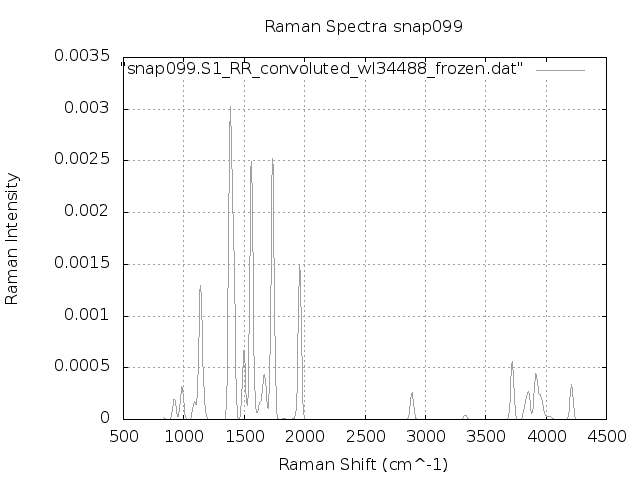 Raman Spectra snap099
"snap099.S1_RR_convoluted_wl34488_frozen.dat"
0.0035
0.003
0.0025
0.002
0.0015
0.001
0.0005
0
Raman Intensity
500 1000 1500 2000 2500 3000 3500 4000 4500
Raman Shift (cm^-1)